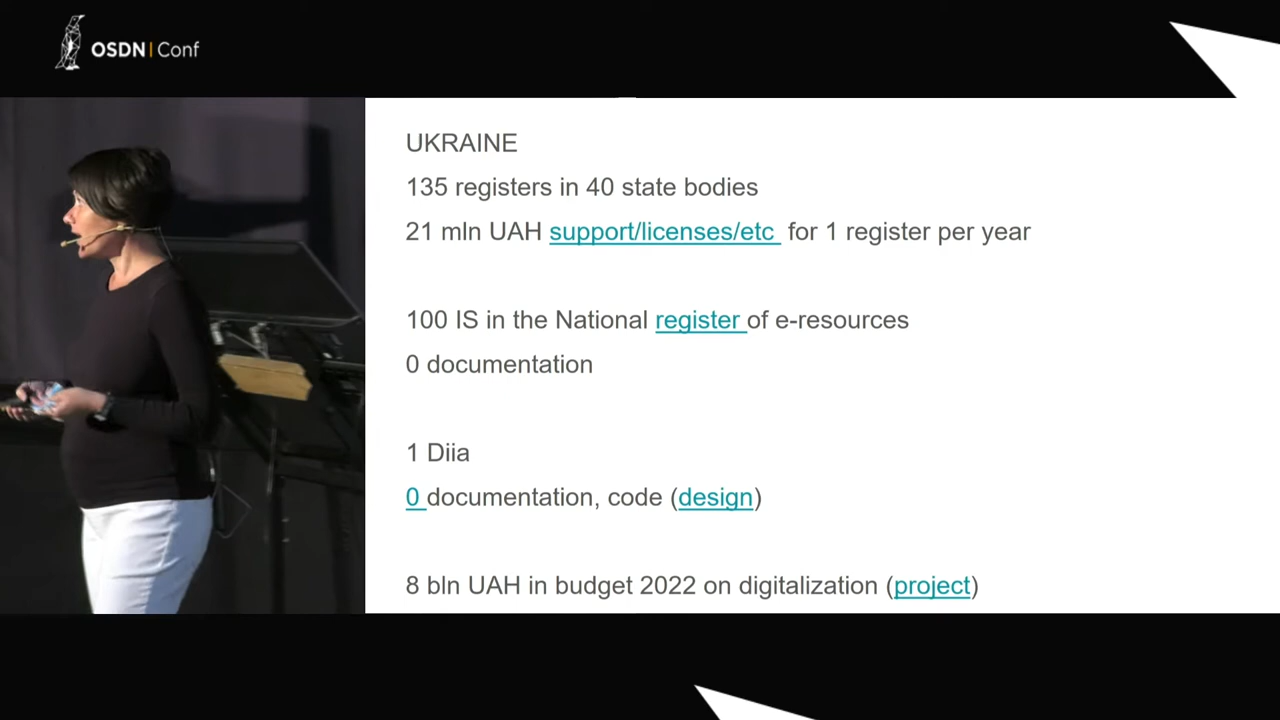 OSDN | Conf
UKRAINE
135 registers in 40 state bodies
21 mln UAH support/licenses/etc for 1 register per year
100 IS in the National register of e-resources
0 documentation
1 Diia
0 documentation, code (design)
8 bln UAH in budget 2022 on digitalization (project)